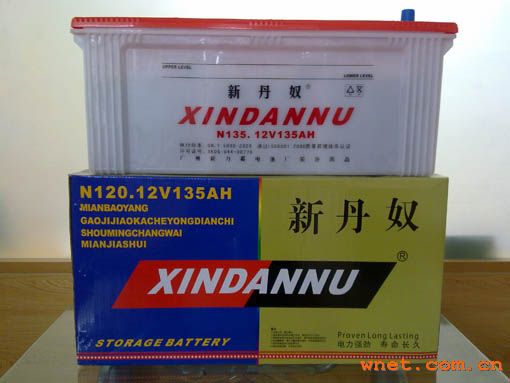 UPPER LEVEL
LOWER LEVEL
新丹奴®
XINDANNU
N135. 12V135AH
N120.12V135AH
MIANBAOYANG
GAOJIJIAOKACHEYONGDIANCHI
SHOUMINGCHANGWAI
MIANJIASHUI
新丹奴
XINDANNU®
STORAGE BATTERY
Proven Long Lasting
电力强劲 寿命长久
wnet.com.cn